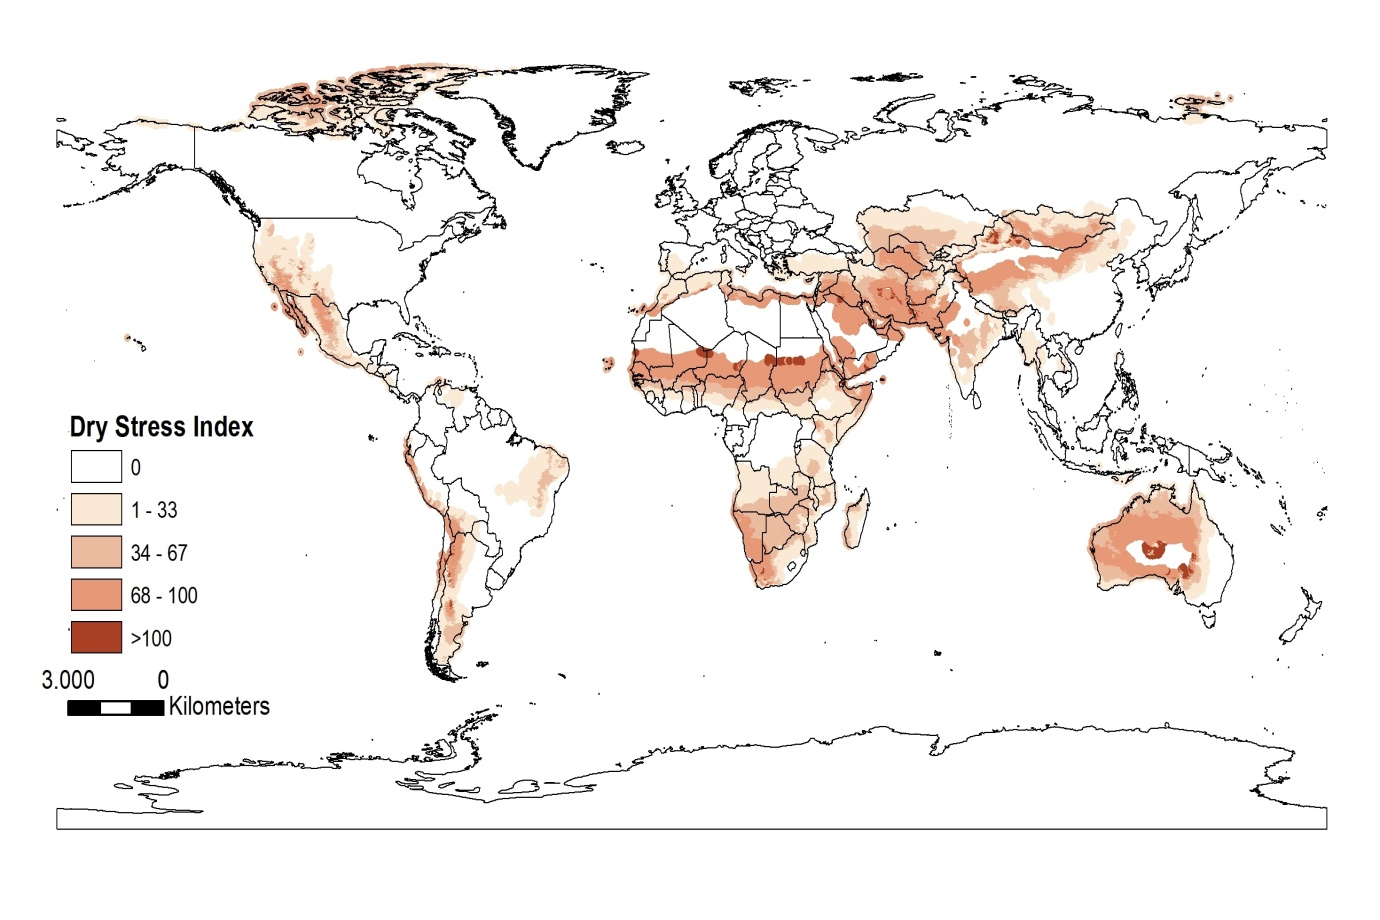 Dry Stress Index
0
1 - 33
34 - 67
68 - 100
>100
3.000 0
Kilometers